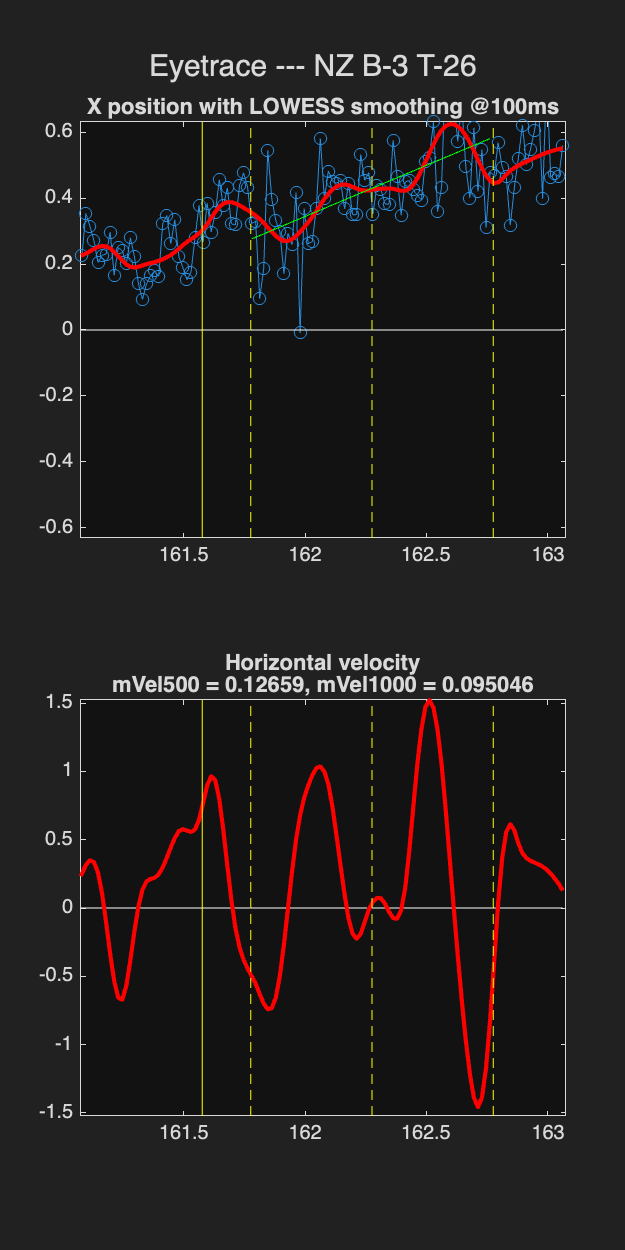 Eyetrace --- NZ B-3 T-26
X position with LOWESS smoothing @100ms
0.6
0.4
0.2
0
-0.2
-0.4
-0.6
161.5 162 162.5 163
Horizontal velocity
mVel500 = 0.12659, mVel1000 = 0.095046
1.5
1
0.5
0
-0.5
-1
-1.5
161.5 162 162.5 163